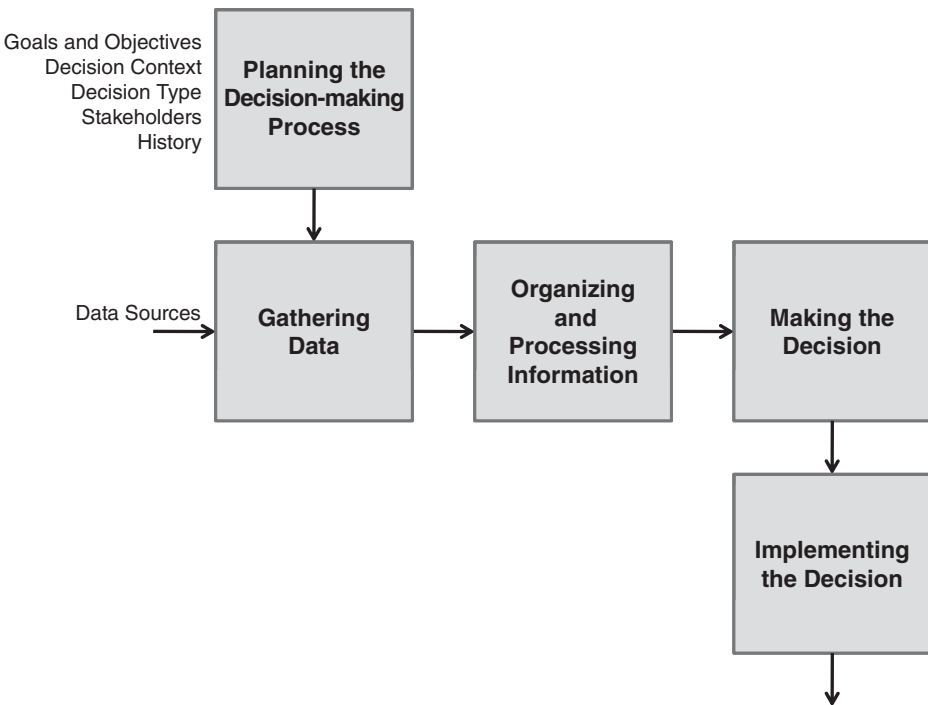 Goals and Objectives
Decision Context
Decision Type
Stakeholders
History
Planning the
Decision-making
Process
Data Sources
Gathering
Data
Organizing
and
Processing
Information
Making the
Decision
Implementing
the Decision